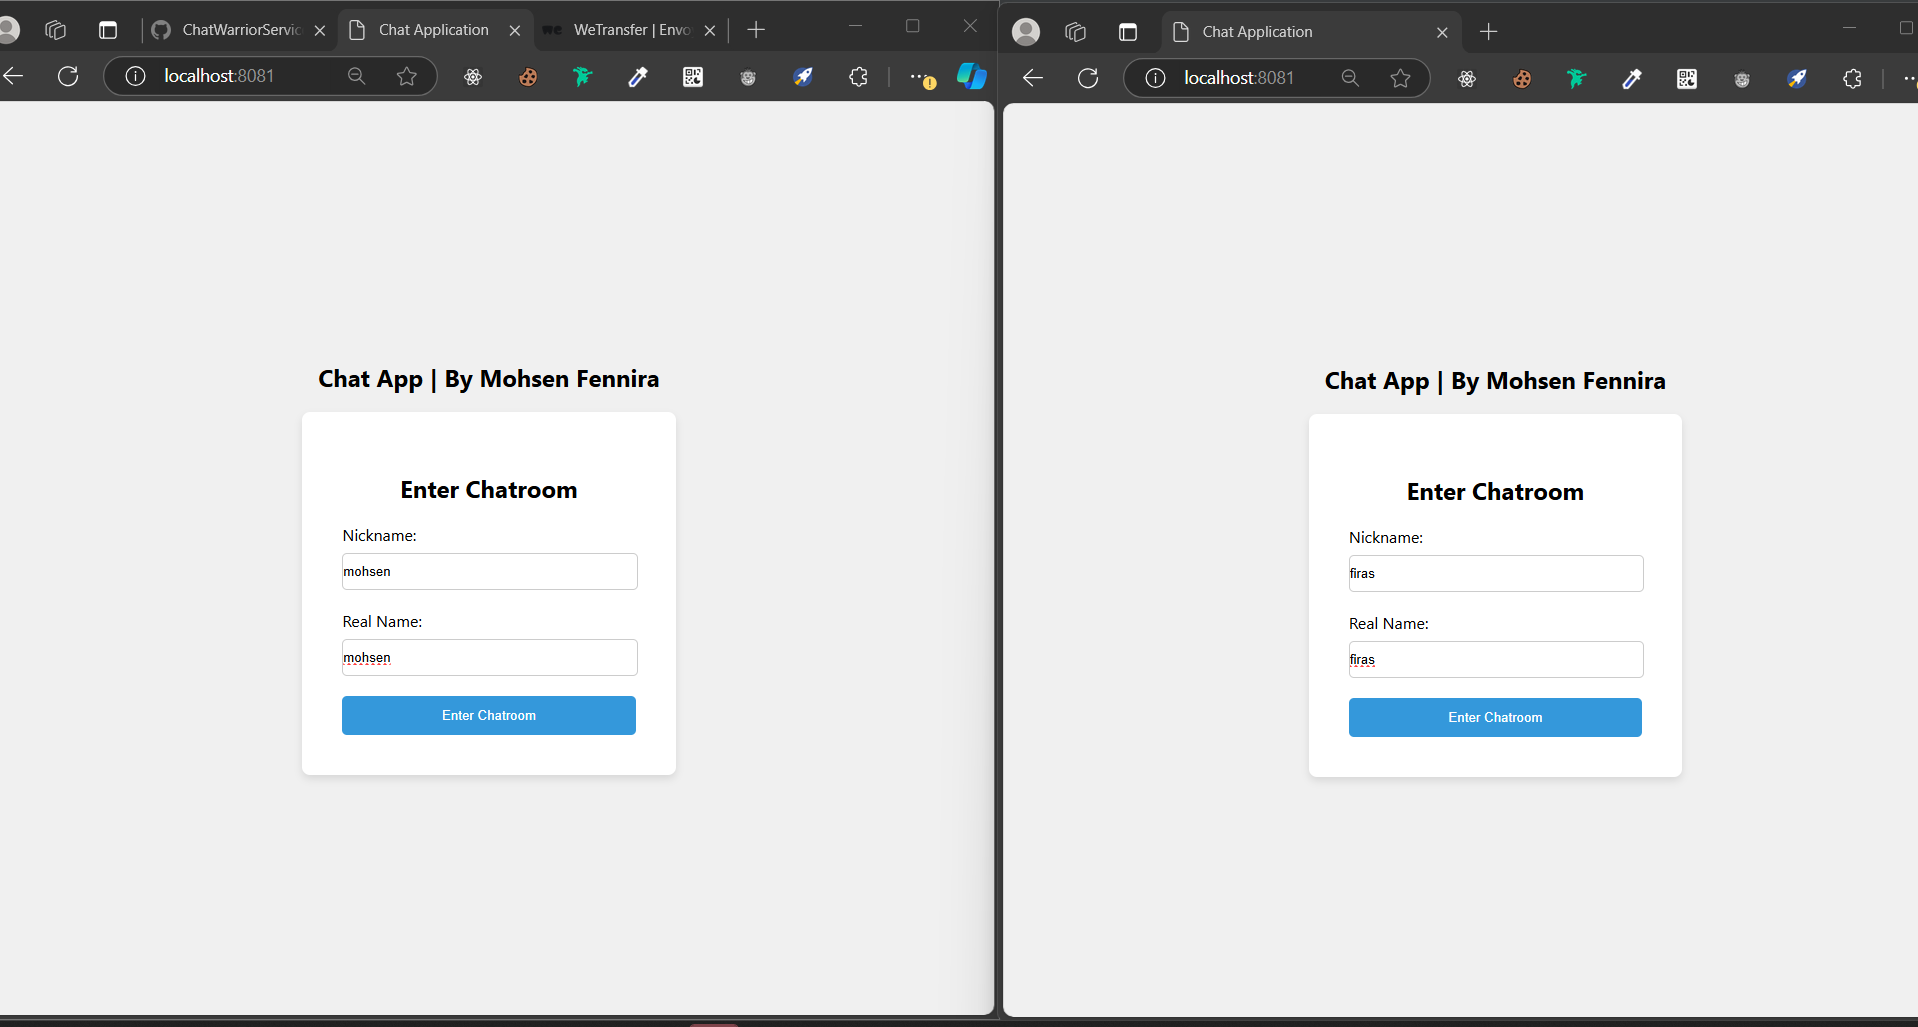 ChatWarriorServic
Chat Application
WeTransfer | Envo
localhost:8081
Chat App | By Mohsen Fennira
Enter Chatroom
Nickname:
mohsen
Real Name:
mohsen
Enter Chatroom
Chat Application
localhost:8081
Chat App | By Mohsen Fennira
Enter Chatroom
Nickname:
firas
Real Name:
firas
Enter Chatroom